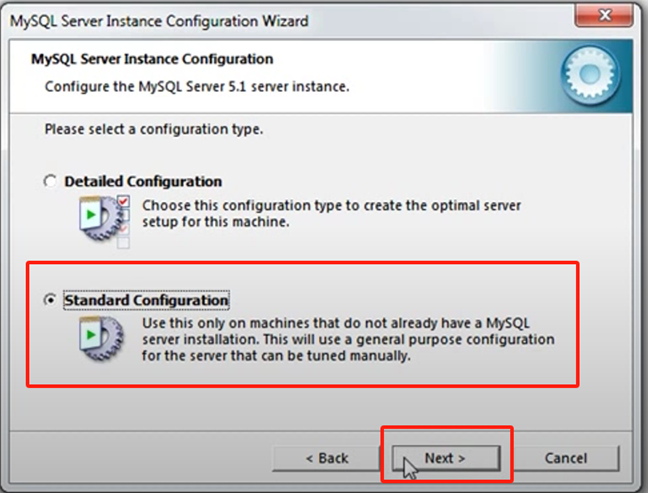 MySQL Server Instance Configuration Wizard
MySQL Server Instance Configuration
Configure the MySQL Server 5.1 server instance.
Please select a configuration type.
Detailed Configuration
Choose this configuration type to create the optimal server
setup for this machine.
Standard Configuration
Use this only on machines that do not already have a MySQL
server installation. This will use a general purpose configuration
for the server that can be tuned manually.
< Back
Next >
Cancel